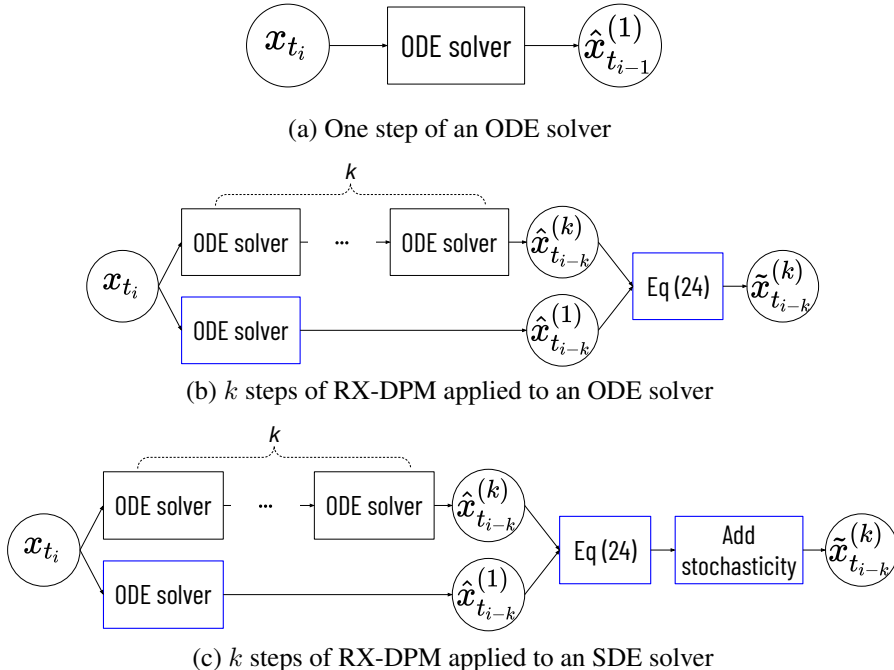 x_{t_i} ODE solver \hat{x}_{t_{i-1}}^{(1)}
(a) One step of an ODE solver
k
ODE solver ... ODE solver \hat{x}_{t_{i-k}}^{(k)}
x_{t_i} Eq (24) \tilde{x}_{t_{i-k}}^{(k)}
ODE solver \hat{x}_{t_{i-k}}^{(1)}
(b) k steps of RX-DPM applied to an ODE solver
k
ODE solver ... ODE solver \hat{x}_{t_{i-k}}^{(k)}
x_{t_i} Eq (24) Add stochasticity \tilde{x}_{t_{i-k}}^{(k)}
ODE solver \hat{x}_{t_{i-k}}^{(1)}
(c) k steps of RX-DPM applied to an SDE solver